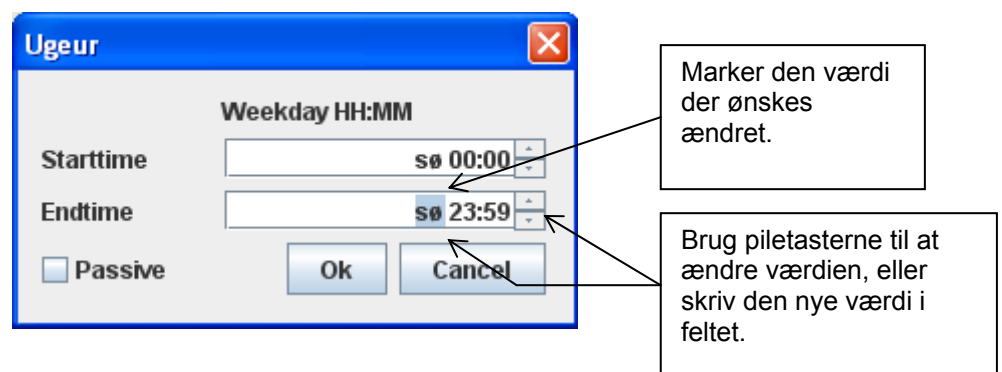 Ugeur
Weekday HH:MM
Starttime sø 00:00
Endtime sø 23:59
Passive Ok Cancel
Marker den værdi
der ønskes
ændret.
Brug piletasterne til at
ændre værdien, eller
skriv den nye værdi i
feltet.